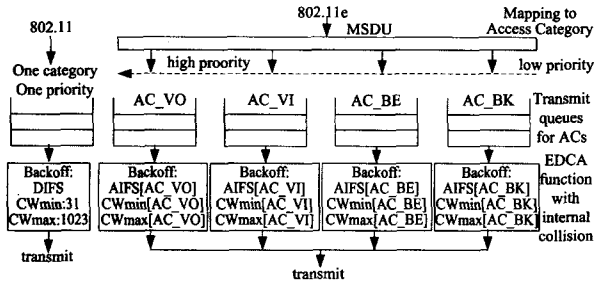 802.11
802.11e
MSDU
Mapping to
Access Category
One category
One priority
high proority
low priority
AC_VO
AC_VI
AC_BE
AC_BK
Transmit
queues
for ACs
Backoff:
DIFS
CWmin:31
CWmax:1023
Backoff:
AIFS[AC_VO)
CWmin[AC_VO)
CWmax[AC_VO)
Backoff:
AIFS[AC_VI]
CWmin[AC_VI)
CWmax[AC_VI)
Backoff:
AIFS[AC_BE)
CWmin[AC_BE)
CWmax[AC_BE)
Backoff:
AIFS[AC_BK)
CWmin[AC_BK)
CWmax[AC_BK)
EDCA
function
with
internal
collision
transmit
transmit